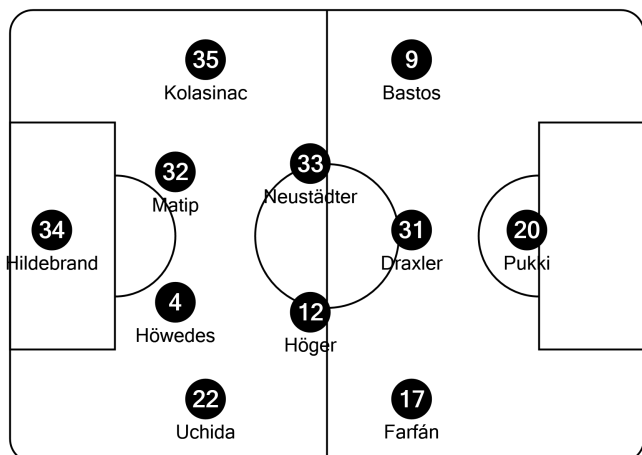 35
Kolasinac
9
Bastos
32
Matip
33
Neustädter
34
Hildebrand
31
Draxler
20
Pukki
4
Höwedes
12
Höger
22
Uchida
17
Farfán